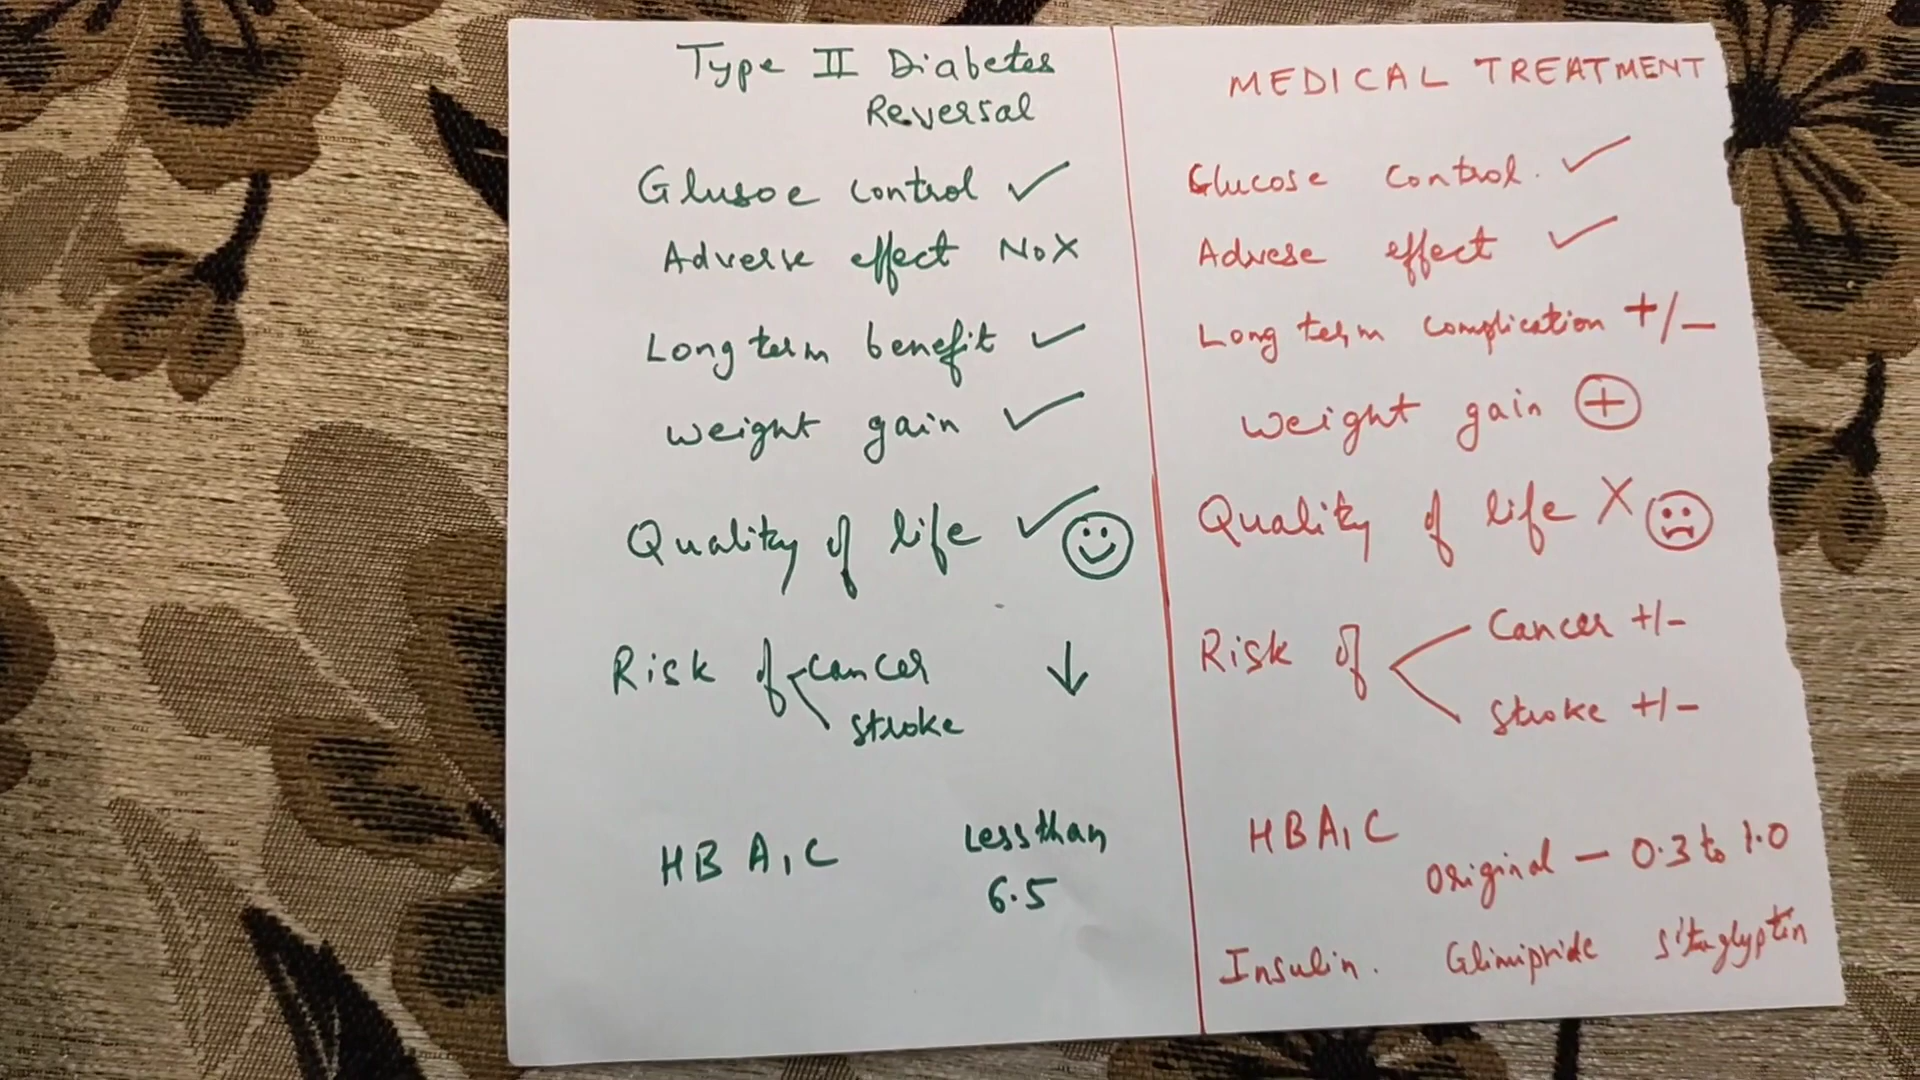 Type II Diabetes
Reversal
Glusoe control ✓
Adverse effect No X
Long term benefit ✓
Weight gain ✓
Quality of life ✓ ☺
Risk of cancer ↓
stroke
HBA1C Less than
6.5
MEDICAL TREATMENT
Glucose control. ✓
Advese effect ✓
Long term complication +/-
Weight gain ⊕
Quality of life X ☹
Risk of Cancer +/-
Stroke +/-
HBA1C
Original - 0.3 to 1.0
Insulin. Glimipride Sitaglyptin